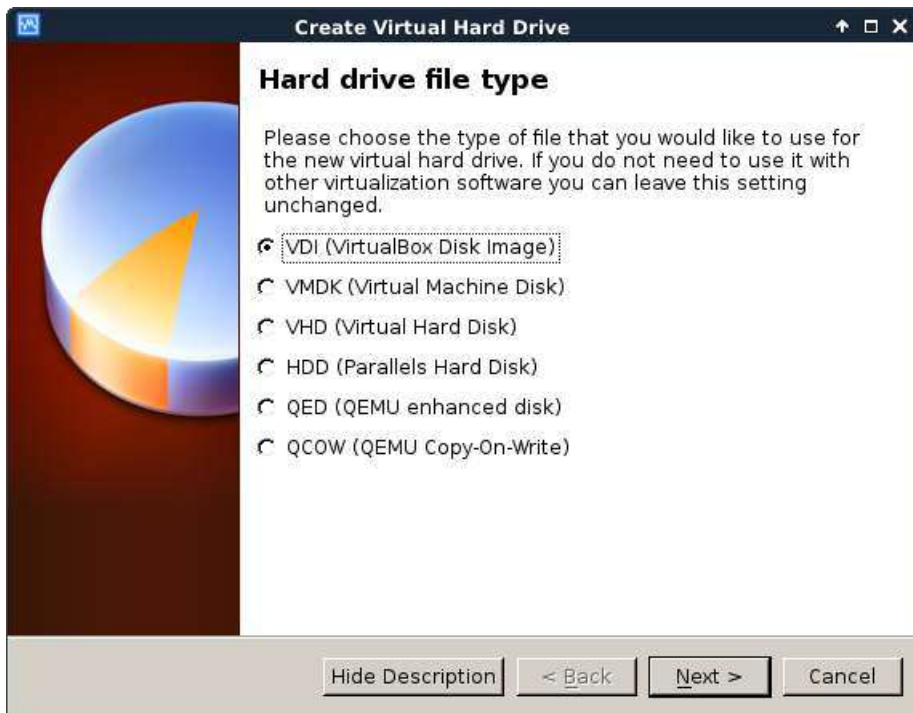 Create Virtual Hard Drive
Hard drive file type
Please choose the type of file that you would like to use for
the new virtual hard drive. If you do not need to use it with
other virtualization software you can leave this setting
unchanged.
VDI (VirtualBox Disk Image)
VMDK (Virtual Machine Disk)
VHD (Virtual Hard Disk)
HDD (Parallels Hard Disk)
QED (QEMU enhanced disk)
QCOW (QEMU Copy-On-Write)
Hide Description < Back Next > Cancel